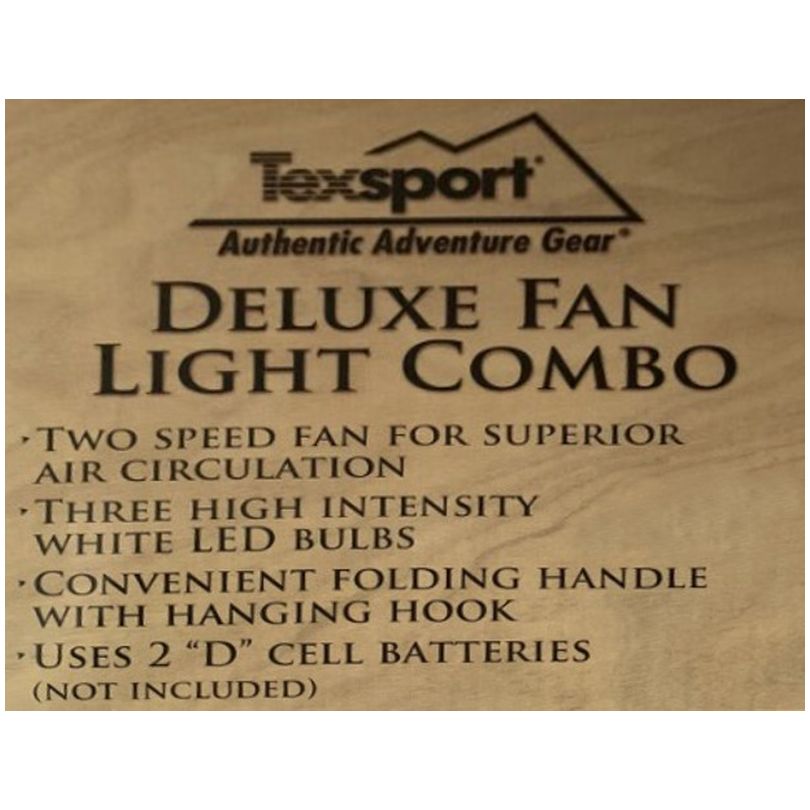 Texsport®
Authentic Adventure Gear®
DELUXE FAN
LIGHT COMBO
· TWO SPEED FAN FOR SUPERIOR
AIR CIRCULATION
· THREE HIGH INTENSITY
WHITE LED BULBS
· CONVENIENT FOLDING HANDLE
WITH HANGING HOOK
· USES 2 “D” CELL BATTERIES
(NOT INCLUDED)